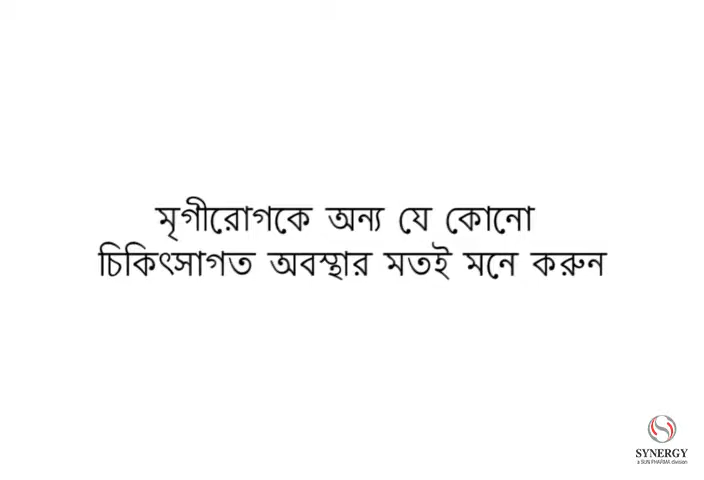 মৃগীরোগকে অন্য যে কোনো
চিকিৎসাগত অবস্থার মতই মনে করুন
SYNERGY
a SUN PHARMA division